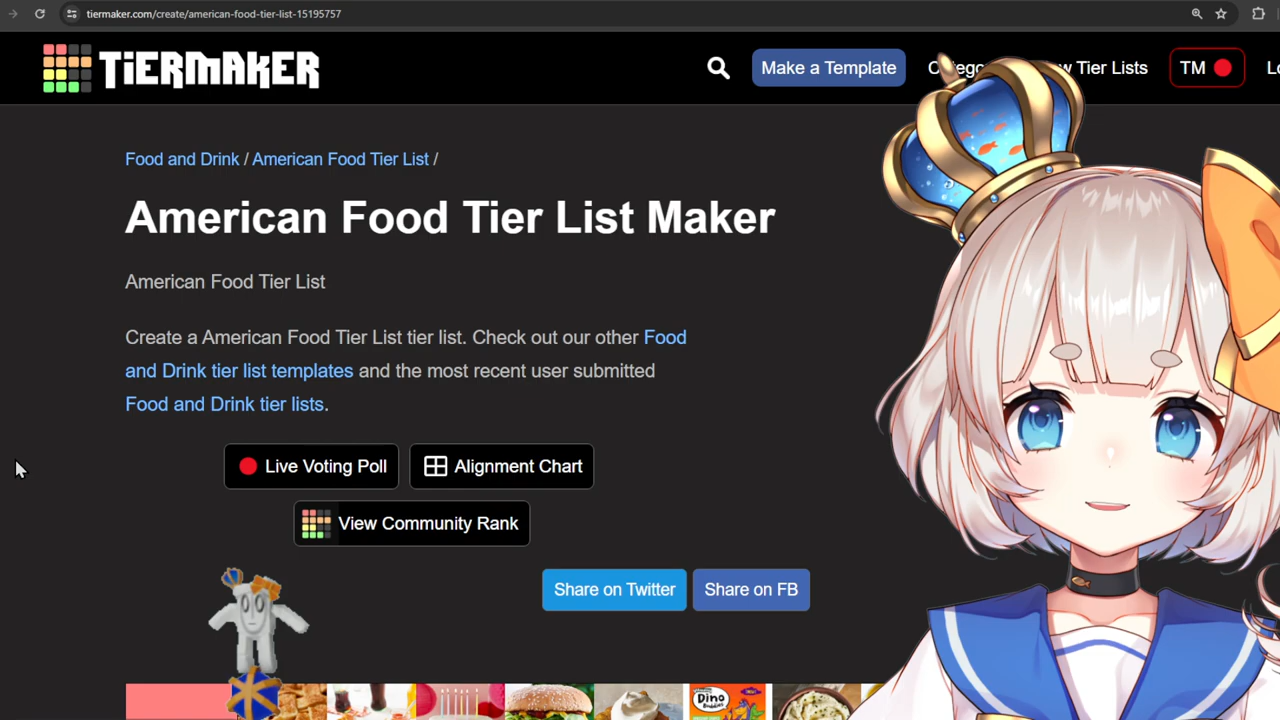 tiermaker.com/create/american-food-tier-list-15195757
TiERMAKER
Make a Template
Tier Lists
TM
Food and Drink / American Food Tier List /
American Food Tier List Maker
American Food Tier List
Create a American Food Tier List tier list. Check out our other Food
and Drink tier list templates and the most recent user submitted
Food and Drink tier lists.
Live Voting Poll
Alignment Chart
View Community Rank
Share on Twitter
Share on FB
Dino
Buddies